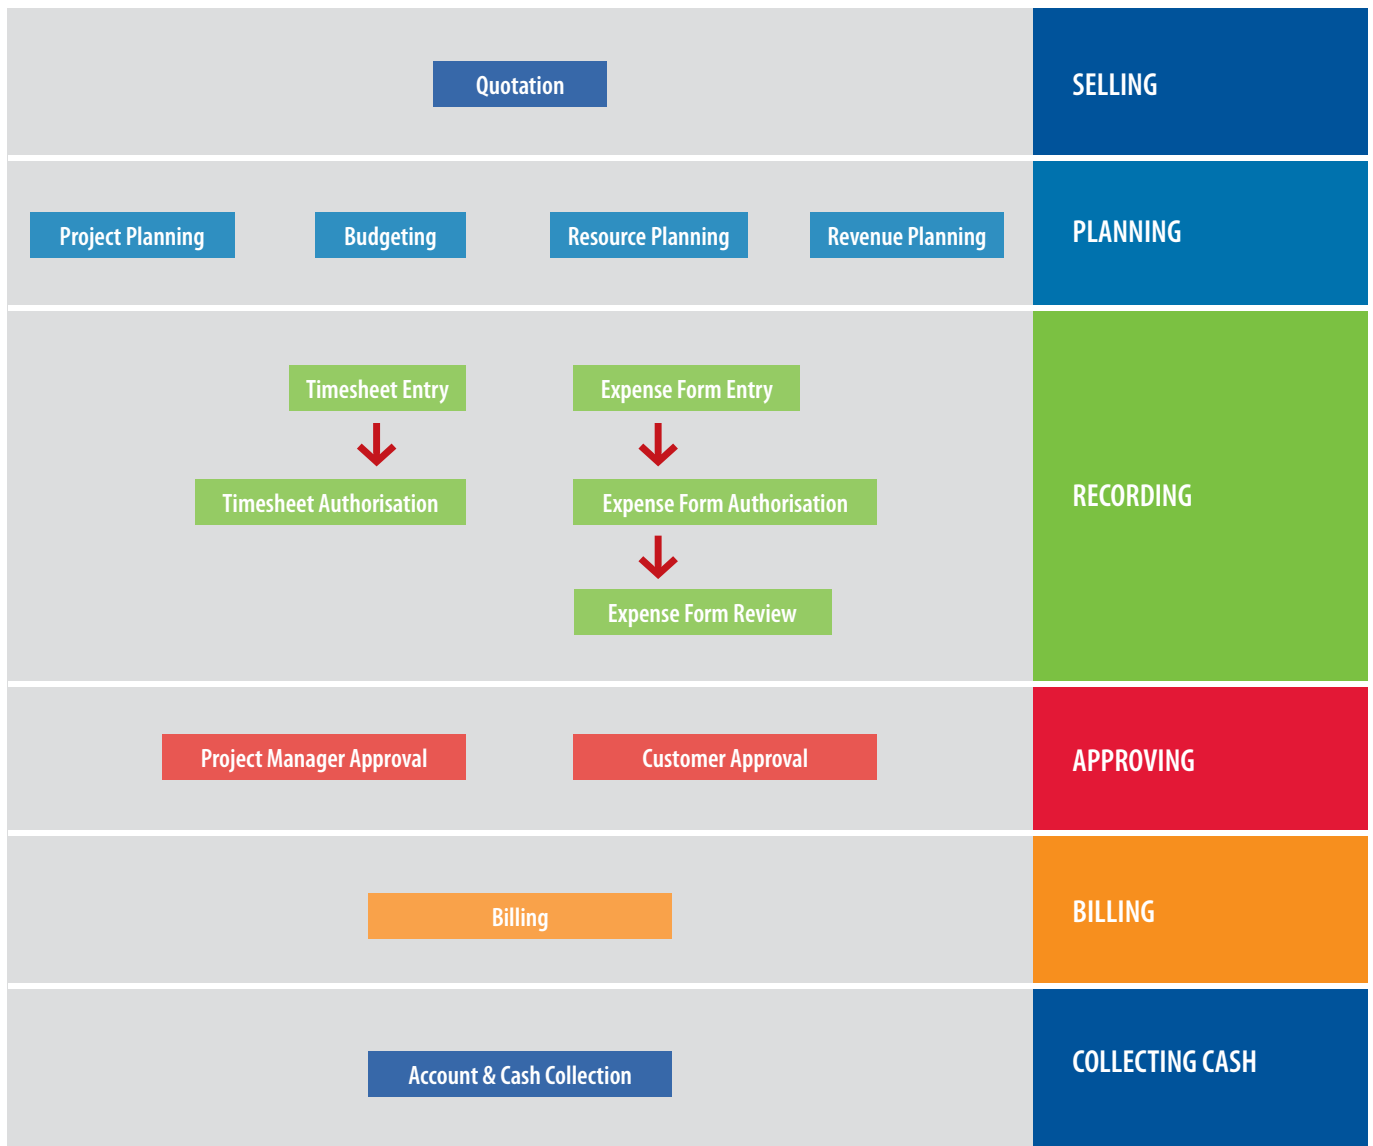 Quotation
SELLING
Project Planning
Budgeting
Resource Planning
Revenue Planning
PLANNING
Timesheet Entry
Expense Form Entry
Timesheet Authorisation
Expense Form Authorisation
RECORDING
Expense Form Review
Project Manager Approval
Customer Approval
APPROVING
Billing
BILLING
Account & Cash Collection
COLLECTING CASH